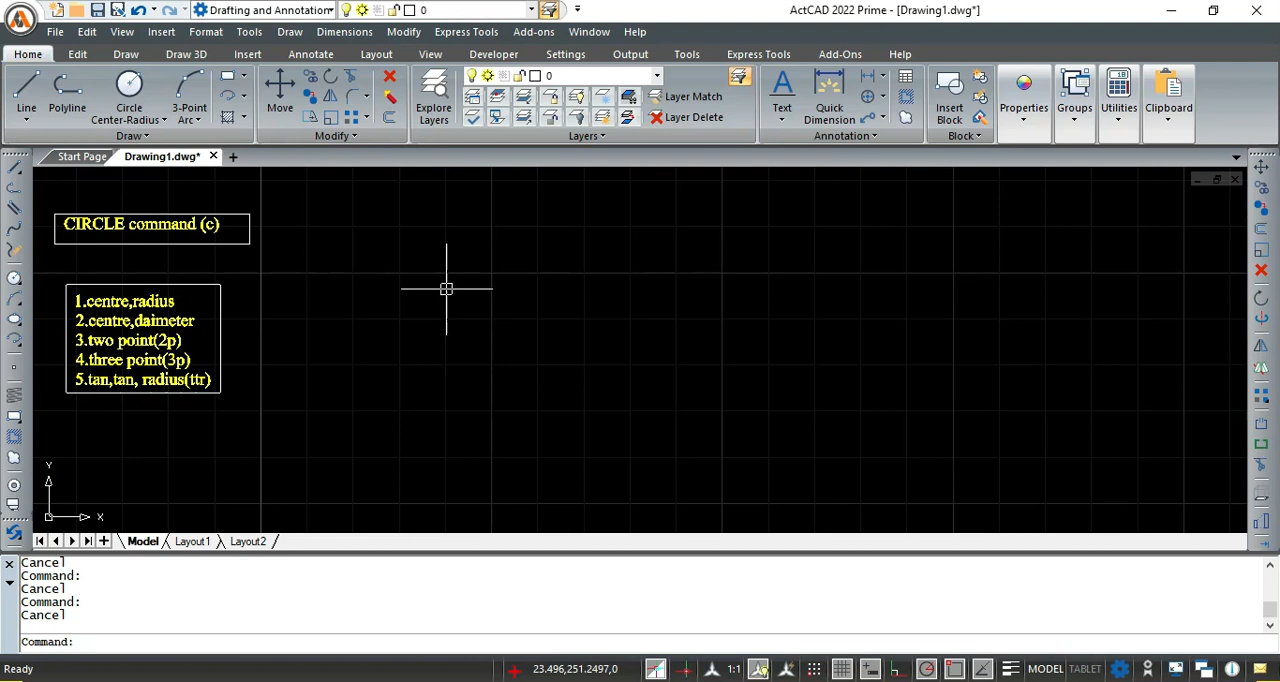 Drafting and Annotation
0
ActCAD 2022 Prime - [Drawing1.dwg*]
File Edit View Insert Format Tools Draw Dimensions Modify Express Tools Add-ons Window Help
Home Edit Draw Draw 3D Insert Annotate Layout View Developer Settings Output Tools Express Tools Add-Ons Help
0
Layer Match
Line Polyline Circle 3-Point Move Explore Text Quick Insert Properties Groups Utilities Clipboard
Center-Radius Arc Layers Layer Delete Dimension Block
Draw Modify Layers Annotation Block
Start Page Drawing1.dwg*
CIRCLE command (c)
1.centre,radius
2.centre,daimeter
3.two point(2p)
4.three point(3p)
5.tan,tan, radius(ttr)
Y
X
Model Layout1 Layout2
Cancel
Command:
Cancel
Command:
Cancel
Command:
Ready 23.496,251.2497,0 1:1 MODEL TABLET